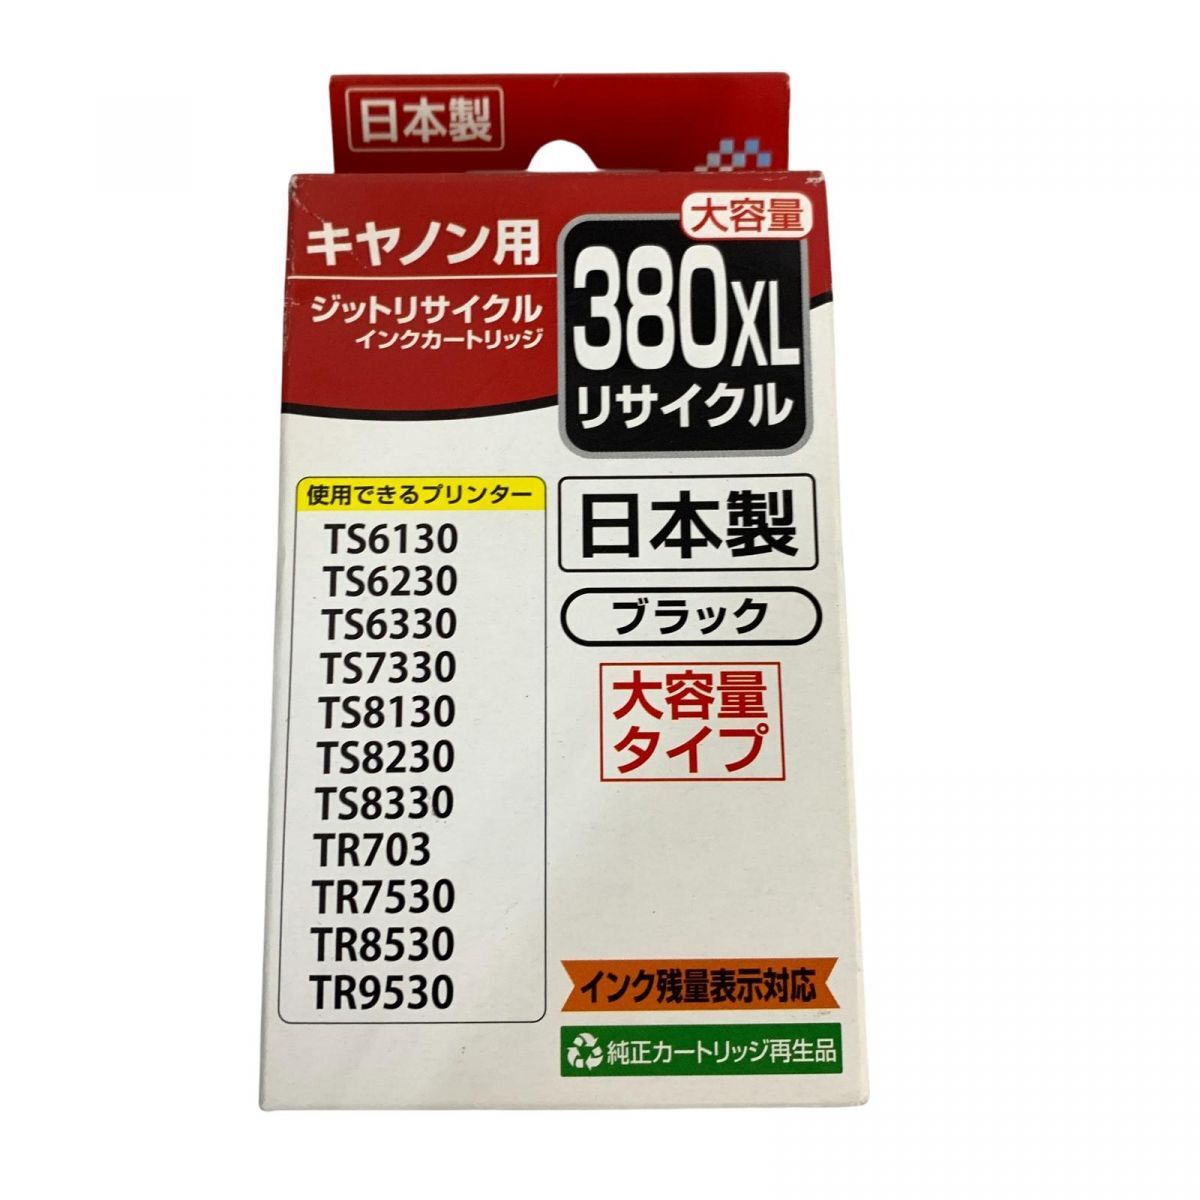 日本製
キヤノン用
ジットリサイクル
インクカートリッジ
大容量
380XL
リサイクル
使用できるプリンター
TS6130
TS6230
TS6330
TS7330
TS8130
TS8230
TS8330
TR703
TR7530
TR8530
TR9530
日本製
ブラック
大容量
タイプ
インク残量表示対応
純正カートリッジ再生品